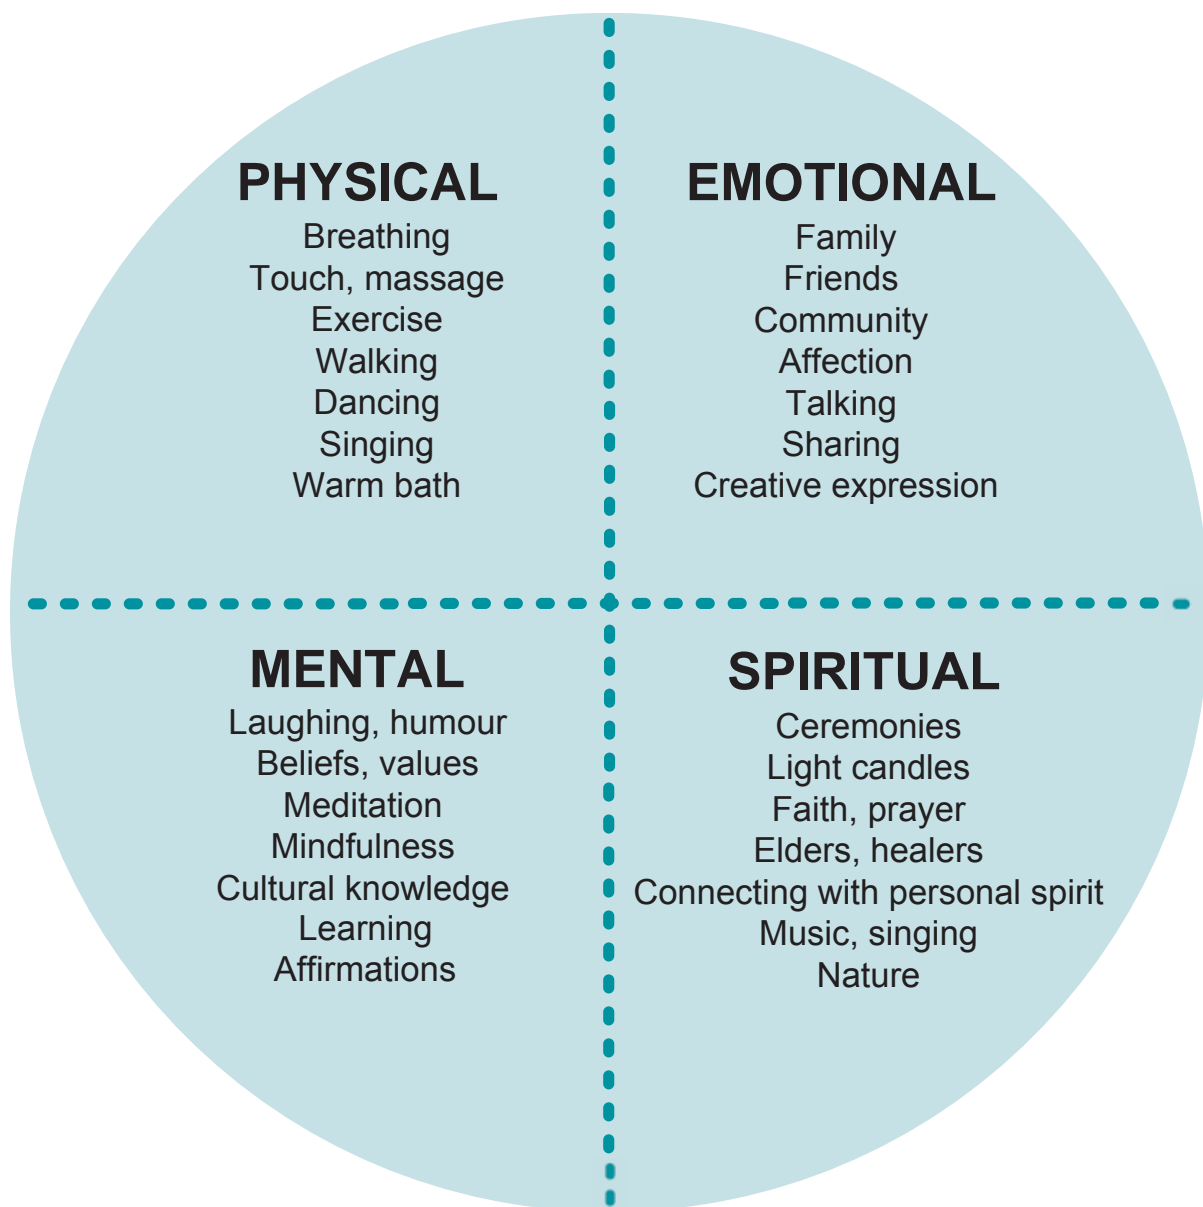 PHYSICAL
Breathing
Touch, massage
Exercise
Walking
Dancing
Singing
Warm bath
EMOTIONAL
Family
Friends
Community
Affection
Talking
Sharing
Creative expression
MENTAL
Laughing, humour
Beliefs, values
Meditation
Mindfulness
Cultural knowledge
Learning
Affirmations
SPIRITUAL
Ceremonies
Light candles
Faith, prayer
Elders, healers
Connecting with personal spirit
Music, singing
Nature